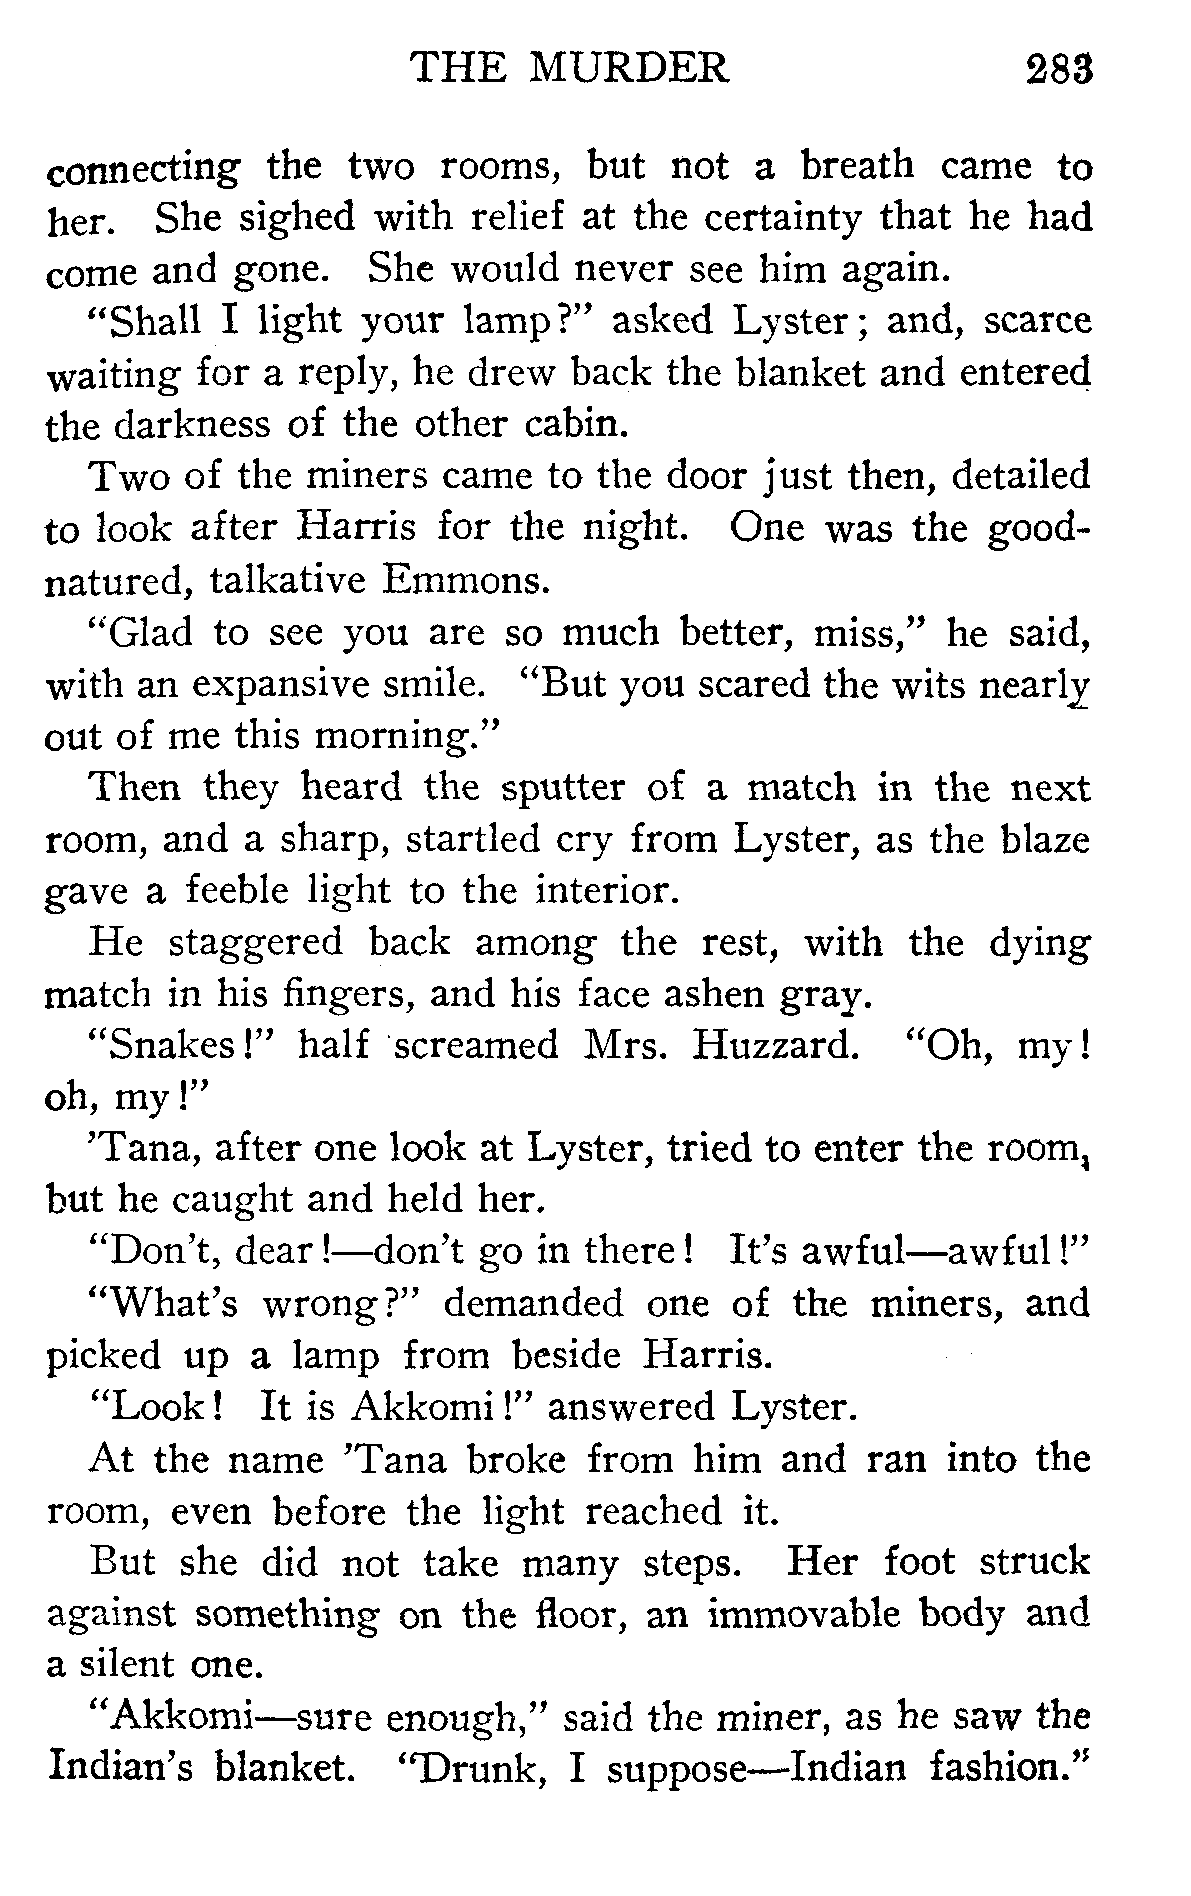 THE MURDER 283
connecting the two rooms, but not a breath came to
her. She sighed with relief at the certainty that he had
come and gone. She would never see him again.
“Shall I light your lamp?” asked Lyster; and, scarce
waiting for a reply, he drew back the blanket and entered
the darkness of the other cabin.
Two of the miners came to the door just then, detailed
to look after Harris for the night. One was the good-
natured, talkative Emmons.
“Glad to see you are so much better, miss,” he said,
with an expansive smile. “But you scared the wits nearly
out of me this morning.”
Then they heard the sputter of a match in the next
room, and a sharp, startled cry from Lyster, as the blaze
gave a feeble light to the interior.
He staggered back among the rest, with the dying
match in his fingers, and his face ashen gray.
“Snakes!” half screamed Mrs. Huzzard. “Oh, my!
oh, my!”
’Tana, after one look at Lyster, tried to enter the room,
but he caught and held her.
“Don’t, dear!—don’t go in there! It’s awful—awful!”
“What’s wrong?” demanded one of the miners, and
picked up a lamp from beside Harris.
“Look! It is Akkomi!” answered Lyster.
At the name ’Tana broke from him and ran into the
room, even before the light reached it.
But she did not take many steps. Her foot struck
against something on the floor, an immovable body and
a silent one.
“Akkomi—sure enough,” said the miner, as he saw the
Indian’s blanket. “Drunk, I suppose—Indian fashion.”